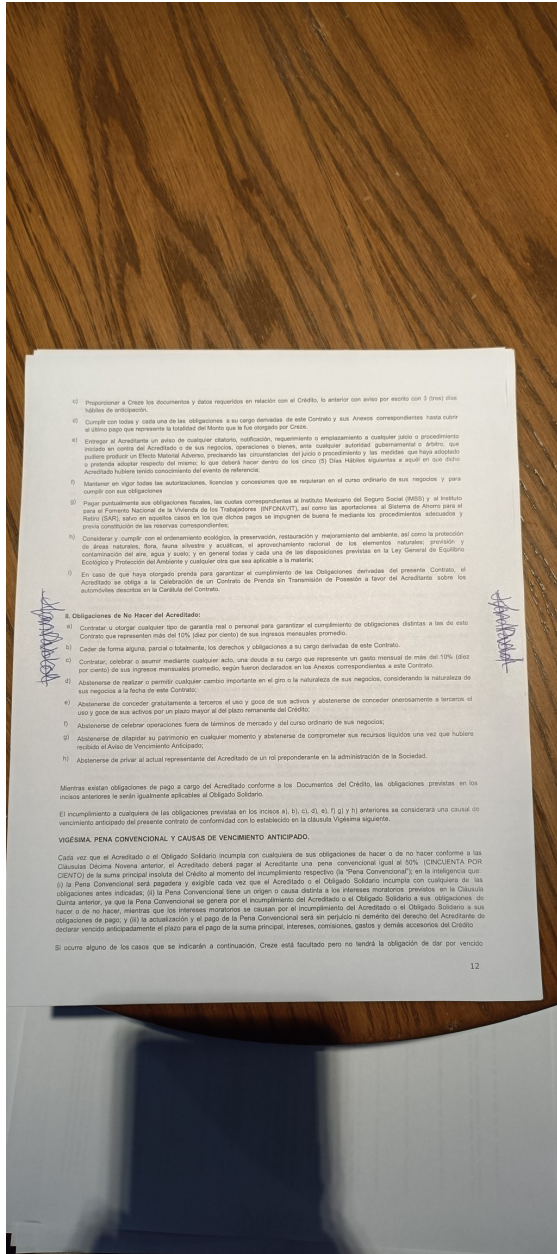 c) Proporcionar a Creze los documentos y datos requeridos en relación con el Crédito, lo anterior con aviso por escrito con 3 (tres) días
hábiles de anticipación.
d) Cumplir con todas y cada una de las obligaciones a su cargo derivadas de este Contrato y sus Anexos correspondientes hasta cubrir
el último pago que represente la totalidad del Monto que le fue otorgado por Creze.
e) Entregar al Acreditante un aviso de cualquier citatorio, notificación, requerimiento o emplazamiento a cualquier juicio o procedimiento
iniciado en contra del Acreditado o de sus negocios, operaciones o bienes, ante cualquier autoridad gubernamental o árbitro, que
pudiere producir un Efecto Material Adverso, precisando las circunstancias del juicio o procedimiento y las medidas que haya adoptado
o pretenda adoptar respecto del mismo; lo que deberá hacer dentro de los cinco (5) Días Hábiles siguientes a aquél en que dicho
Acreditado hubiere tenido conocimiento del evento de referencia;
f) Mantener en vigor todas las autorizaciones, licencias y concesiones que se requieran en el curso ordinario de sus negocios y para
cumplir con sus obligaciones
g) Pagar puntualmente sus obligaciones fiscales, las cuotas correspondientes al Instituto Mexicano del Seguro Social (IMSS) y al Instituto
para el Fomento Nacional de la Vivienda de los Trabajadores (INFONAVIT), así como las aportaciones al Sistema de Ahorro para el
Retiro (SAR), salvo en aquellos casos en los que dichos pagos se impugnen de buena fe mediante los procedimientos adecuados y
previa constitución de las reservas correspondientes;
h) Considerar y cumplir con el ordenamiento ecológico, la preservación, restauración y mejoramiento del ambiente, así como la protección
de áreas naturales, flora, fauna silvestre y acuáticas, el aprovechamiento racional de los elementos naturales; previsión y
contaminación del aire, agua y suelo; y en general todas y cada una de las disposiciones previstas en la Ley General de Equilibrio
Ecológico y Protección del Ambiente y cualquier otra que sea aplicable a la materia;
i) En caso de que haya otorgado prenda para garantizar el cumplimiento de las Obligaciones derivadas del presente Contrato, el
Acreditado se obliga a la Celebración de un Contrato de Prenda sin Transmisión de Posesión a favor del Acreditante sobre los
automóviles descritos en la Carátula del Contrato.
II. Obligaciones de No Hacer del Acreditado:
a) Contratar u otorgar cualquier tipo de garantía real o personal para garantizar el cumplimiento de obligaciones distintas a las de este
Contrato que representen más del 10% (diez por ciento) de sus ingresos mensuales promedio.
b) Ceder de forma alguna, parcial o totalmente, los derechos y obligaciones a su cargo derivadas de este Contrato.
c) Contratar, celebrar o asumir mediante cualquier acto, una deuda a su cargo que represente un gasto mensual de más del 10% (diez
por ciento) de sus ingresos mensuales promedio, según fueron declarados en los Anexos correspondientes a este Contrato.
d) Abstenerse de realizar o permitir cualquier cambio importante en el giro o la naturaleza de sus negocios, considerando la naturaleza de
sus negocios a la fecha de este Contrato;
e) Abstenerse de conceder gratuitamente a terceros el uso y goce de sus activos y abstenerse de conceder onerosamente a terceros el
uso y goce de sus activos por un plazo mayor al del plazo remanente del Crédito;
f) Abstenerse de celebrar operaciones fuera de términos de mercado y del curso ordinario de sus negocios;
g) Abstenerse de dilapidar su patrimonio en cualquier momento y abstenerse de comprometer sus recursos líquidos una vez que hubiere
recibido el Aviso de Vencimiento Anticipado;
h) Abstenerse de privar al actual representante del Acreditado de un rol preponderante en la administración de la Sociedad.
Mientras existan obligaciones de pago a cargo del Acreditado conforme a los Documentos del Crédito, las obligaciones previstas en los
incisos anteriores le serán igualmente aplicables al Obligado Solidario.
El incumplimiento a cualquiera de las obligaciones previstas en los incisos a), b), c), d), e), f) g) y h) anteriores se considerará una causal de
vencimiento anticipado del presente contrato de conformidad con lo establecido en la cláusula Vigésima siguiente.
VIGÉSIMA. PENA CONVENCIONAL Y CAUSAS DE VENCIMIENTO ANTICIPADO.
Cada vez que el Acreditado o el Obligado Solidario incumpla con cualquiera de sus obligaciones de hacer o de no hacer conforme a las
Cláusulas Décima Novena anterior, el Acreditado deberá pagar al Acreditante una pena convencional igual al 50% (CINCUENTA POR
CIENTO) de la suma principal insoluta del Crédito al momento del incumplimiento respectivo (la "Pena Convencional"); en la inteligencia que:
(i) la Pena Convencional será pagadera y exigible cada vez que el Acreditado o el Obligado Solidario incumpla con cualquiera de las
obligaciones antes indicadas; (ii) la Pena Convencional tiene un origen o causa distinta a los intereses moratorios previstos en la Cláusula
Quinta anterior, ya que la Pena Convencional se genera por el incumplimiento del Acreditado o el Obligado Solidario a sus obligaciones de
hacer o de no hacer, mientras que los intereses moratorios se causan por el incumplimiento del Acreditado o el Obligado Solidario a sus
obligaciones de pago; y (iii) la actualización y el pago de la Pena Convencional será sin perjuicio ni demérito del derecho del Acreditante de
declarar vencido anticipadamente el plazo para el pago de la suma principal, intereses, comisiones, gastos y demás accesorios del Crédito
Si ocurre alguno de los casos que se indicarán a continuación, Creze está facultado pero no tendrá la obligación de dar por vencido
12